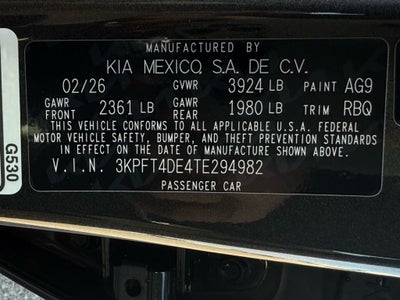 MANUFACTURED BY
KIA MEXICO, S.A. DE C.V.
02/26 GVWR 3924 LB PAINT AG9
GAWR FRONT 2361 LB GAWR REAR 1980 LB TRIM RBQ
THIS VEHICLE CONFORMS TO ALL APPLICABLE U.S.A. FEDERAL
MOTOR VEHICLE SAFETY, BUMPER, AND THEFT PREVENTION STANDARDS
IN EFFECT ON THE DATE OF MANUFACTURE SHOWN ABOVE.
V.I.N. 3KPFT4DE4TE294982
PASSENGER CAR
G530